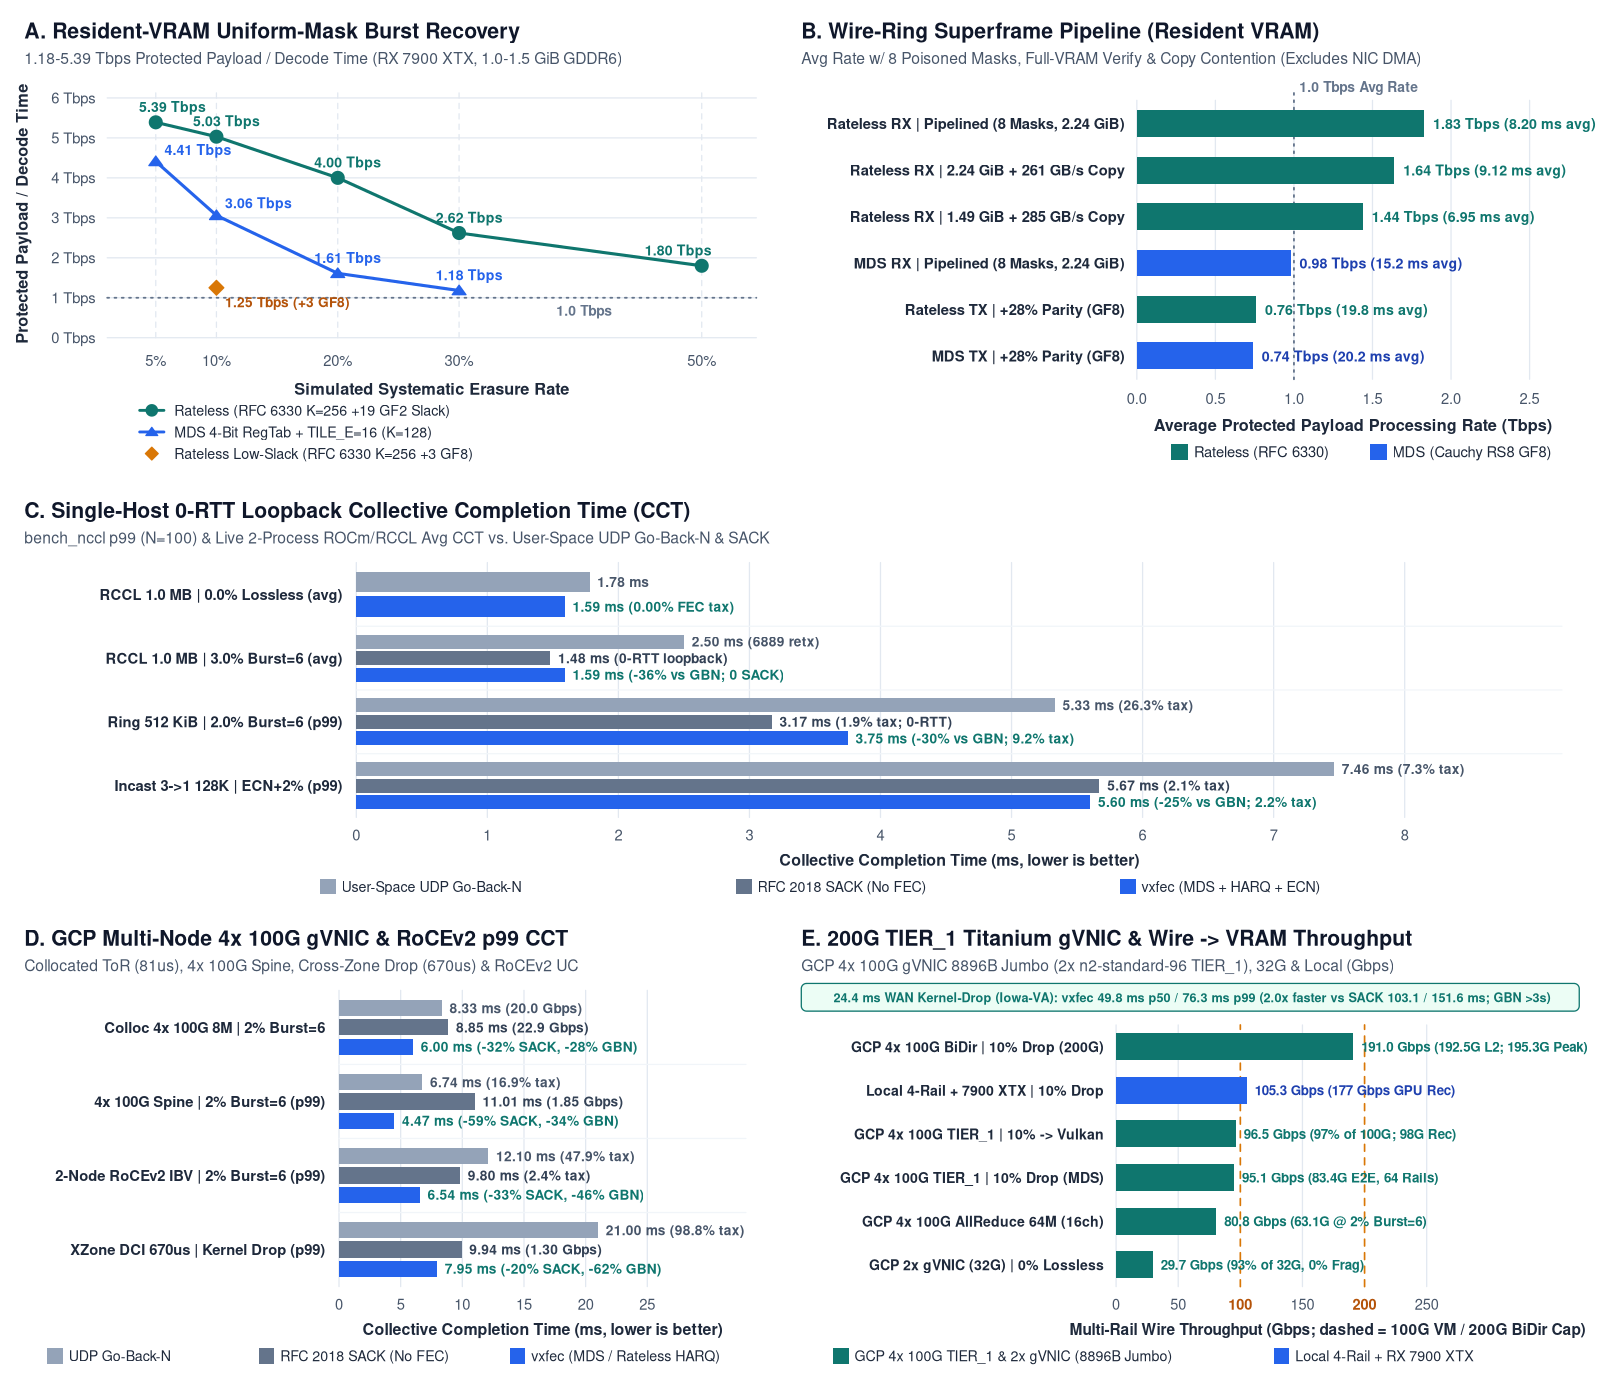 A. Resident-VRAM Uniform-Mask Burst Recovery
1.18-5.39 Tbps Protected Payload / Decode Time (RX 7900 XTX, 1.0-1.5 GiB GDDR6)
Protected Payload / Decode Time
6 Tbps
5 Tbps
4 Tbps
3 Tbps
2 Tbps
1 Tbps
0 Tbps
5.39 Tbps
5.03 Tbps
4.41 Tbps
4.00 Tbps
3.06 Tbps
2.62 Tbps
1.61 Tbps
1.18 Tbps
1.80 Tbps
1.25 Tbps (+3 GF8)
1.0 Tbps
5%
10%
20%
30%
50%
Simulated Systematic Erasure Rate
Rateless (RFC 6330 K=256 +19 GF2 Slack)
MDS 4-Bit RegTab + TILE_E=16 (K=128)
Rateless Low-Slack (RFC 6330 K=256 +3 GF8)
B. Wire-Ring Superframe Pipeline (Resident VRAM)
Avg Rate w/ 8 Poisoned Masks, Full-VRAM Verify & Copy Contention (Excludes NIC DMA)
1.0 Tbps Avg Rate
Rateless RX | Pipelined (8 Masks, 2.24 GiB)
1.83 Tbps (8.20 ms avg)
Rateless RX | 2.24 GiB + 261 GB/s Copy
1.64 Tbps (9.12 ms avg)
Rateless RX | 1.49 GiB + 285 GB/s Copy
1.44 Tbps (6.95 ms avg)
MDS RX | Pipelined (8 Masks, 2.24 GiB)
0.98 Tbps (15.2 ms avg)
Rateless TX | +28% Parity (GF8)
0.76 Tbps (19.8 ms avg)
MDS TX | +28% Parity (GF8)
0.74 Tbps (20.2 ms avg)
0.0
0.5
1.0
1.5
2.0
2.5
Average Protected Payload Processing Rate (Tbps)
Rateless (RFC 6330)
MDS (Cauchy RS8 GF8)
C. Single-Host 0-RTT Loopback Collective Completion Time (CCT)
bench_nccl p99 (N=100) & Live 2-Process ROCm/RCCL Avg CCT vs. User-Space UDP Go-Back-N & SACK
RCCL 1.0 MB | 0.0% Lossless (avg)
1.78 ms
1.59 ms (0.00% FEC tax)
RCCL 1.0 MB | 3.0% Burst=6 (avg)
2.50 ms (6889 retx)
1.48 ms (0-RTT loopback)
1.59 ms (-36% vs GBN; 0 SACK)
Ring 512 KiB | 2.0% Burst=6 (p99)
5.33 ms (26.3% tax)
3.17 ms (1.9% tax; 0-RTT)
3.75 ms (-30% vs GBN; 9.2% tax)
Incast 3->1 128K | ECN+2% (p99)
7.46 ms (7.3% tax)
5.67 ms (2.1% tax)
5.60 ms (-25% vs GBN; 2.2% tax)
0
1
2
3
4
5
6
7
8
Collective Completion Time (ms, lower is better)
User-Space UDP Go-Back-N
RFC 2018 SACK (No FEC)
vxfec (MDS + HARQ + ECN)
D. GCP Multi-Node 4x 100G gVNIC & RoCEv2 p99 CCT
Collocated ToR (81us), 4x 100G Spine, Cross-Zone Drop (670us) & RoCEv2 UC
Colloc 4x 100G 8M | 2% Burst=6
8.33 ms (20.0 Gbps)
8.85 ms (22.9 Gbps)
6.00 ms (-32% SACK, -28% GBN)
4x 100G Spine | 2% Burst=6 (p99)
6.74 ms (16.9% tax)
11.01 ms (1.85 Gbps)
4.47 ms (-59% SACK, -34% GBN)
2-Node RoCEv2 IBV | 2% Burst=6 (p99)
12.10 ms (47.9% tax)
9.80 ms (2.4% tax)
6.54 ms (-33% SACK, -46% GBN)
XZone DCI 670us | Kernel Drop (p99)
21.00 ms (98.8% tax)
9.94 ms (1.30 Gbps)
7.95 ms (-20% SACK, -62% GBN)
0
5
10
15
20
25
Collective Completion Time (ms, lower is better)
UDP Go-Back-N
RFC 2018 SACK (No FEC)
vxfec (MDS / Rateless HARQ)
E. 200G TIER_1 Titanium gVNIC & Wire -> VRAM Throughput
GCP 4x 100G gVNIC 8896B Jumbo (2x n2-standard-96 TIER_1), 32G & Local (Gbps)
24.4 ms WAN Kernel-Drop (Iowa-VA): vxfec 49.8 ms p50 / 76.3 ms p99 (2.0x faster vs SACK 103.1 / 151.6 ms; GBN >3s)
GCP 4x 100G BiDir | 10% Drop (200G)
191.0 Gbps (192.5G L2; 195.3G Peak)
Local 4-Rail + 7900 XTX | 10% Drop
105.3 Gbps (177 Gbps GPU Rec)
GCP 4x 100G TIER_1 | 10% -> Vulkan
96.5 Gbps (97% of 100G; 98G Rec)
GCP 4x 100G TIER_1 | 10% Drop (MDS)
95.1 Gbps (83.4G E2E, 64 Rails)
GCP 4x 100G AllReduce 64M (16ch)
80.8 Gbps (63.1G @ 2% Burst=6)
GCP 2x gVNIC (32G) | 0% Lossless
29.7 Gbps (93% of 32G, 0% Frag)
0
50
100
150
200
250
Multi-Rail Wire Throughput (Gbps; dashed = 100G VM / 200G BiDir Cap)
GCP 4x 100G TIER_1 & 2x gVNIC (8896B Jumbo)
Local 4-Rail + RX 7900 XTX